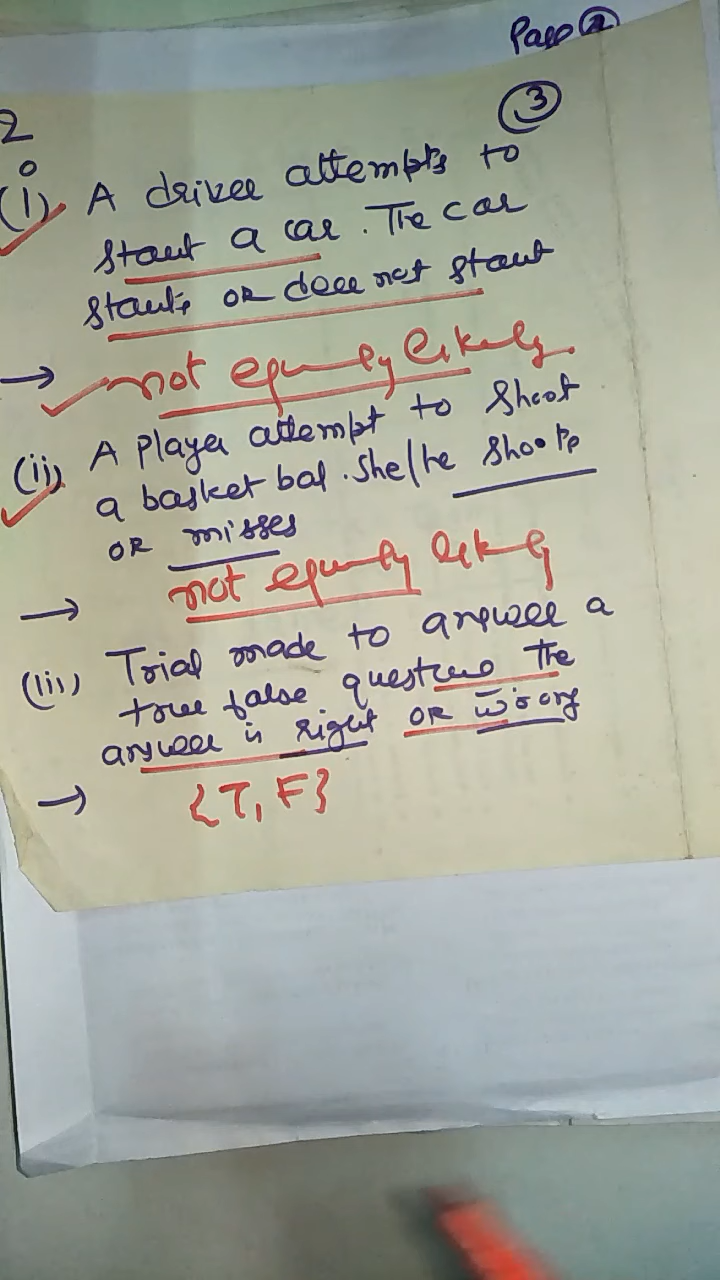 Page 2
3
2
(i) A driver attempts to
start a car. The car
starts OR does not start
→ not equally likely.
(ii) A Player attempt to shoot
a basket bal. She/he shoots
OR misses
→ not equally likely
(iii) Trial made to answer a
true false question the
answer is right OR wrong
→ {T, F}